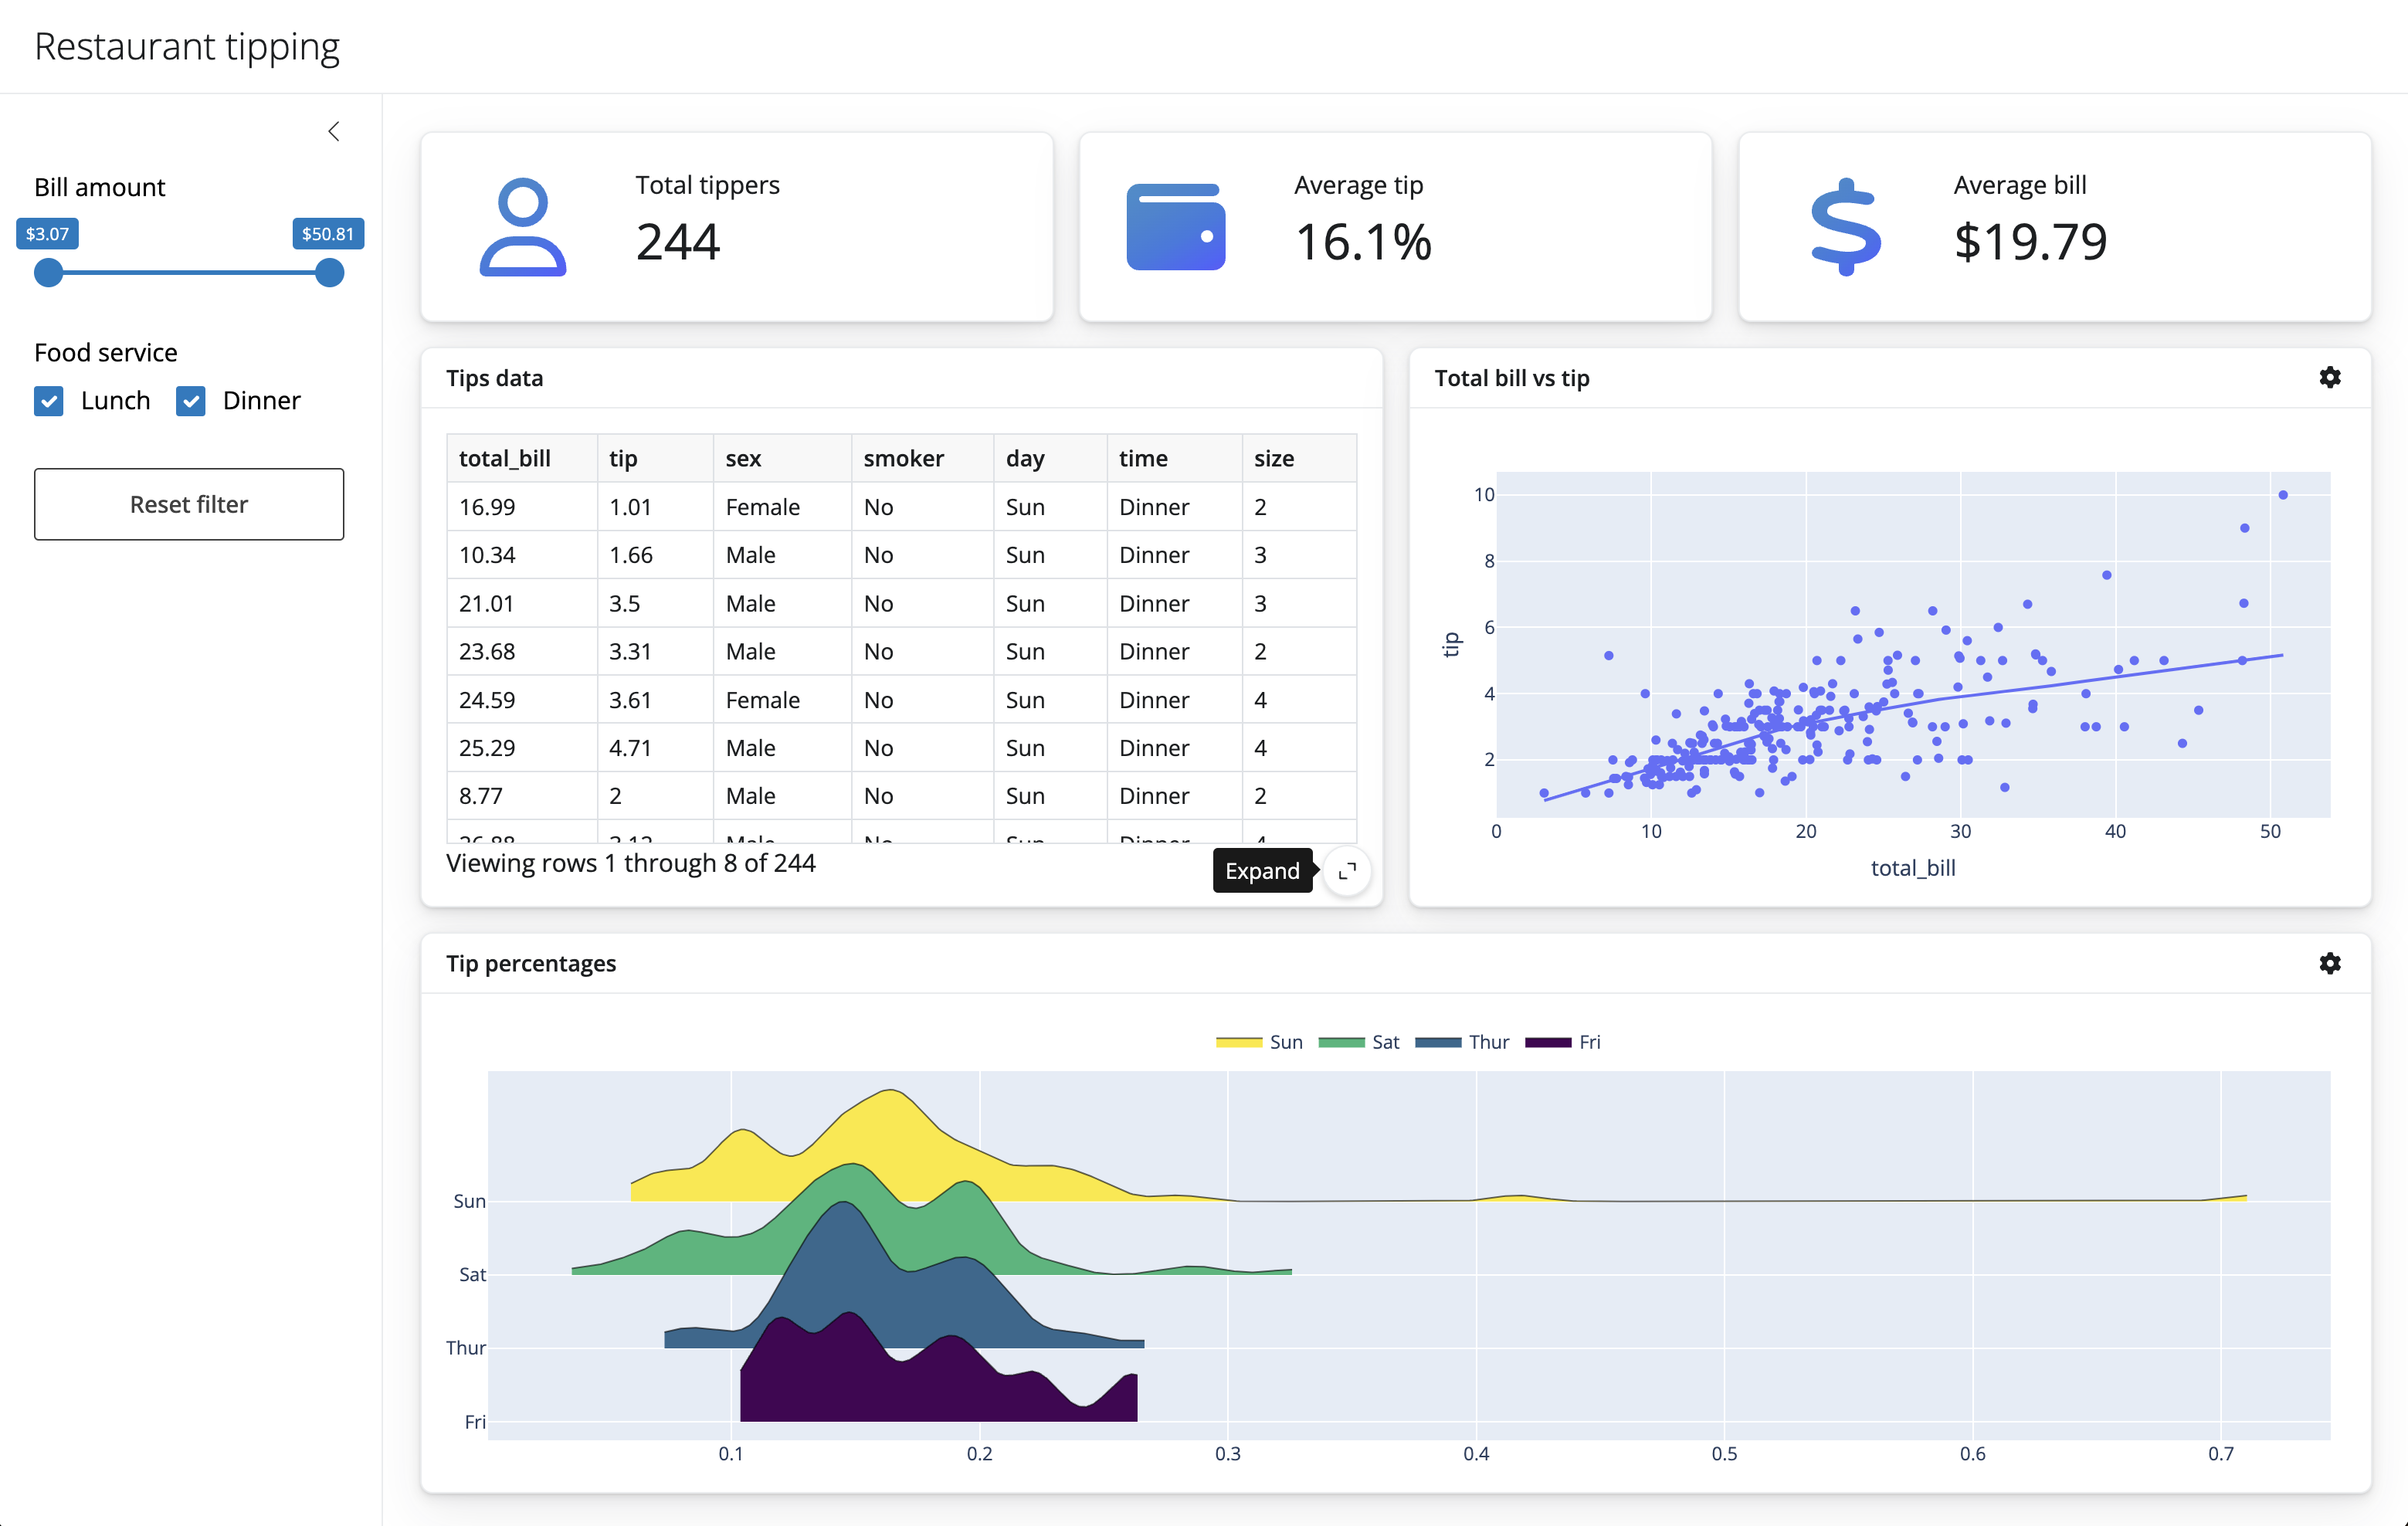 Restaurant tipping
Bill amount
$3.07 $50.81
Food service
Lunch Dinner
Reset filter
Total tippers
244
Average tip
16.1%
Average bill
$19.79
Tips data
total_bill tip sex smoker day time size
16.99 1.01 Female No Sun Dinner 2
10.34 1.66 Male No Sun Dinner 3
21.01 3.5 Male No Sun Dinner 3
23.68 3.31 Male No Sun Dinner 2
24.59 3.61 Female No Sun Dinner 4
25.29 4.71 Male No Sun Dinner 4
8.77 2 Male No Sun Dinner 2
Viewing rows 1 through 8 of 244
Expand
Total bill vs tip
10
8
6
4
2
tip
0 10 20 30 40 50
total_bill
Tip percentages
Sun Sat Thur Fri
Sun
Sat
Thur
Fri
0.1 0.2 0.3 0.4 0.5 0.6 0.7